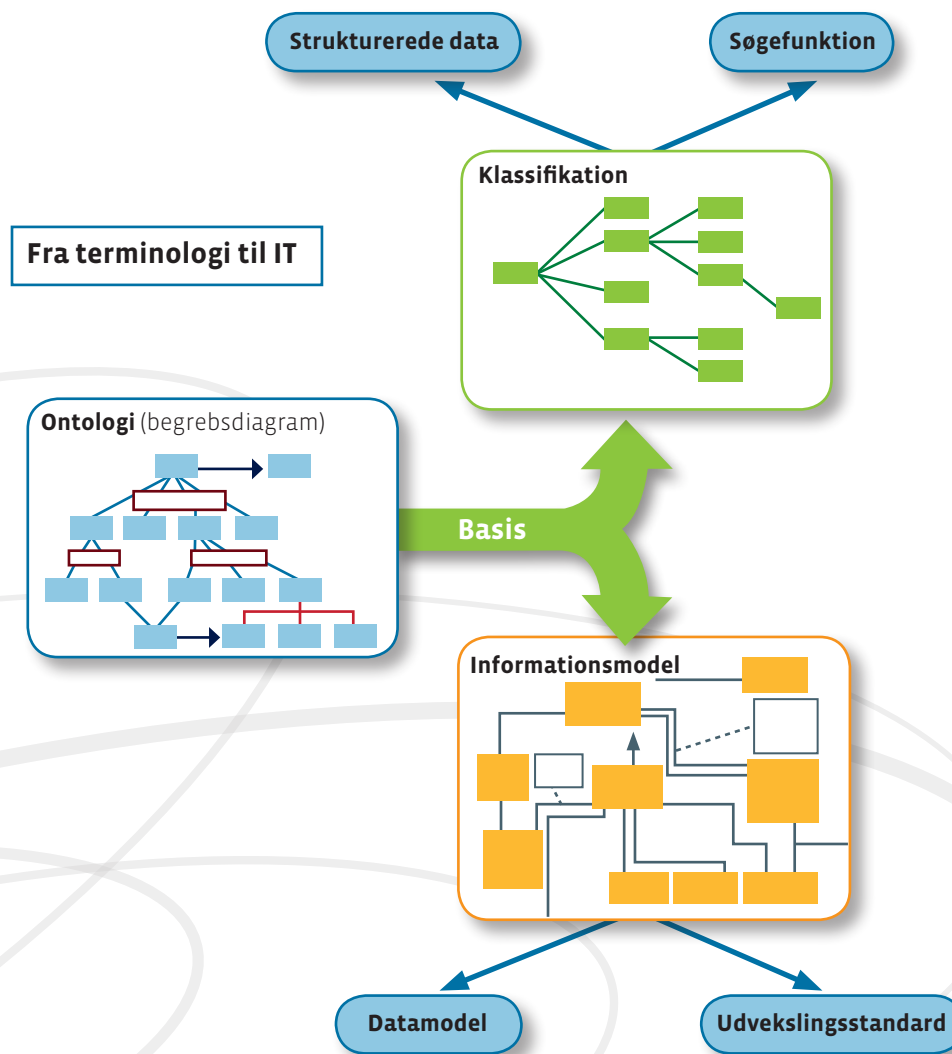 Strukturerede data
Søgefunktion
Klassifikation
Fra terminologi til IT
Ontologi (begrebsdiagram)
Basis
Informationsmodel
Datamodel
Udvekslingsstandard